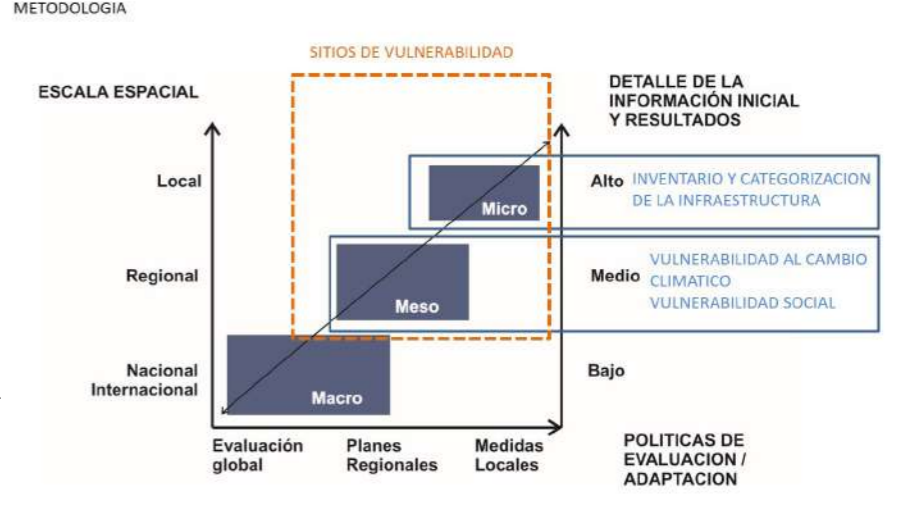 METODOLOGIA
SITIOS DE VULNERABILIDAD
ESCALA ESPACIAL
DETALLE DE LA
INFORMACIÓN INICIAL
Y RESULTADOS
Local
Micro
Alto
INVENTARIO Y CATEGORIZACION
DE LA INFRAESTRUCTURA
Regional
Meso
Medio
VULNERABILIDAD AL CAMBIO
CLIMATICO
VULNERABILIDAD SOCIAL
Nacional
Internacional
Macro
Bajo
Evaluación
global
Planes
Regionales
Medidas
Locales
POLITICAS DE
EVALUACION /
ADAPTACION